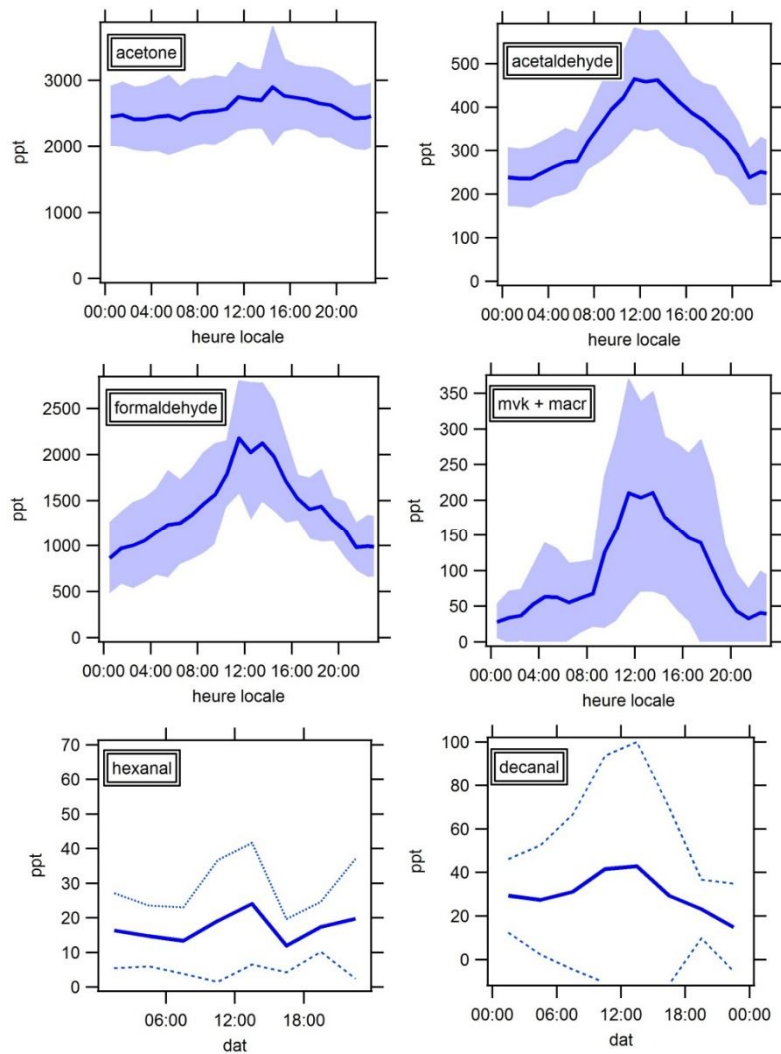 acetone
3000
2000
1000
0
ppt
00:00 04:00 08:00 12:00 16:00 20:00
heure locale
acetaldehyde
500
400
300
200
100
0
ppt
00:00 04:00 08:00 12:00 16:00 20:00
heure locale
formaldehyde
2500
2000
1500
1000
500
0
ppt
00:00 04:00 08:00 12:00 16:00 20:00
heure locale
mvk + macr
350
300
250
200
150
100
50
0
ppt
00:00 04:00 08:00 12:00 16:00 20:00
heure locale
hexanal
70
60
50
40
30
20
10
0
ppt
06:00 12:00 18:00
dat
decanal
100
80
60
40
20
0
ppt
00:00 06:00 12:00 18:00 00:00
dat